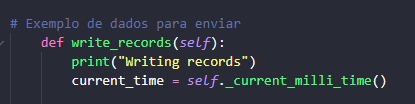 # Exemplo de dados para enviar
def write_records(self):
print("Writing records")
current_time = self._current_milli_time()